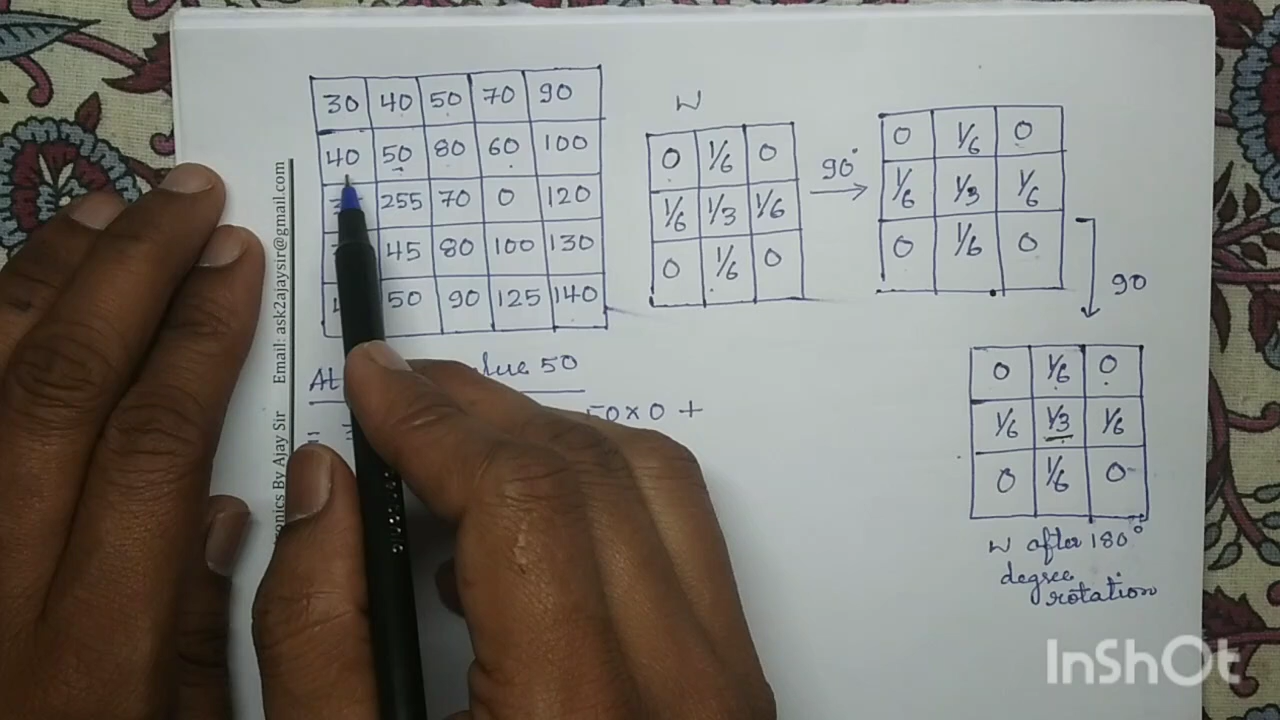 30 40 50 70 90
40 50 80 60 100
255 70 0 120
45 80 100 130
50 90 125 140
W
0 1/6 0
1/6 1/3 1/6
0 1/6 0
90°
0 1/6 0
1/6 1/3 1/6
0 1/6 0
90
0 1/6 0
1/6 1/3 1/6
0 1/6 0
W after 180°
degree
rotation
At 50
= 50×0 +
By Ajay Sir Email: ask2ajaysir@gmail.com
InShOt